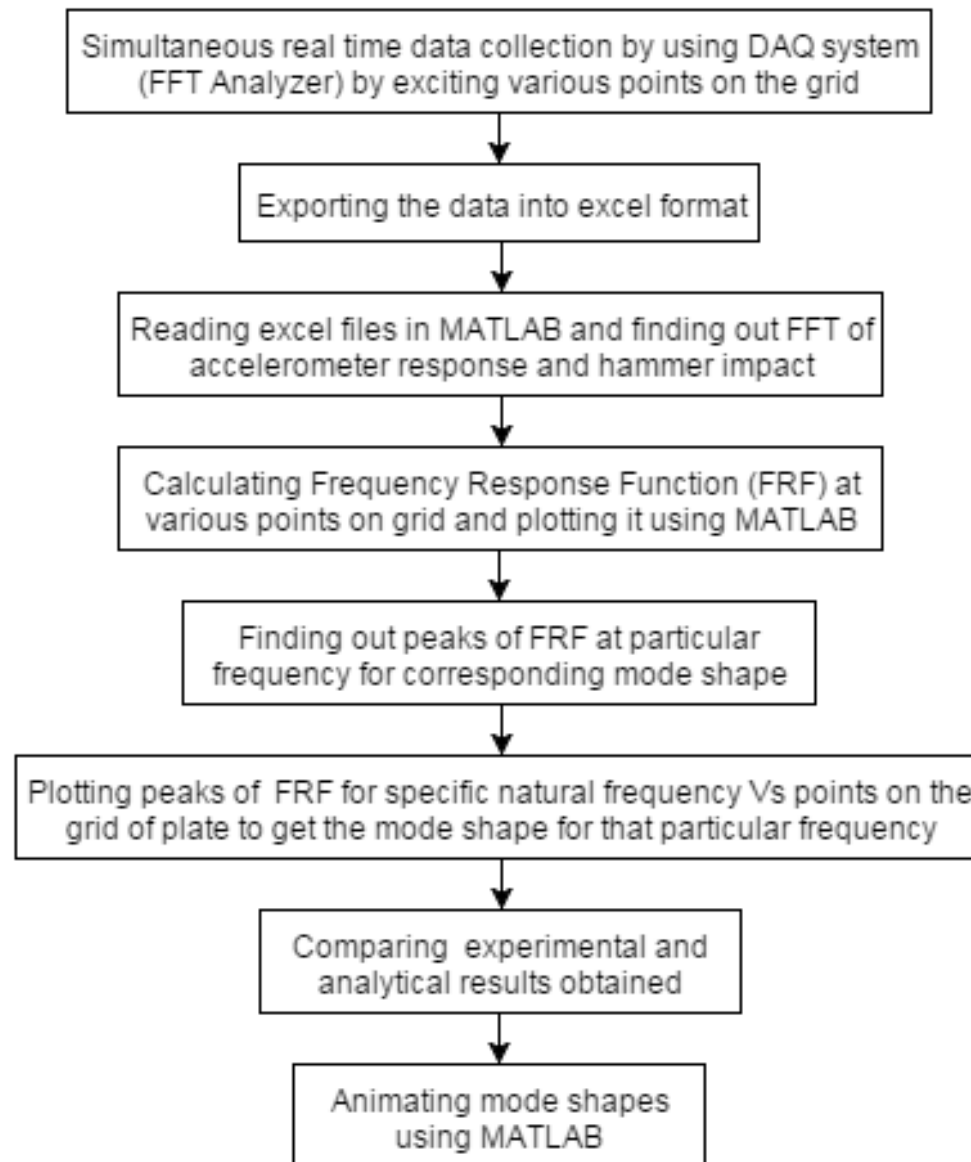 Simultaneous real time data collection by using DAQ system
(FFT Analyzer) by exciting various points on the grid
Exporting the data into excel format
Reading excel files in MATLAB and finding out FFT of
accelerometer response and hammer impact
Calculating Frequency Response Function (FRF) at
various points on grid and plotting it using MATLAB
Finding out peaks of FRF at particular
frequency for corresponding mode shape
Plotting peaks of  FRF for specific natural frequency Vs points on the
grid of plate to get the mode shape for that particular frequency
Comparing  experimental and
analytical results obtained
Animating mode shapes
using MATLAB